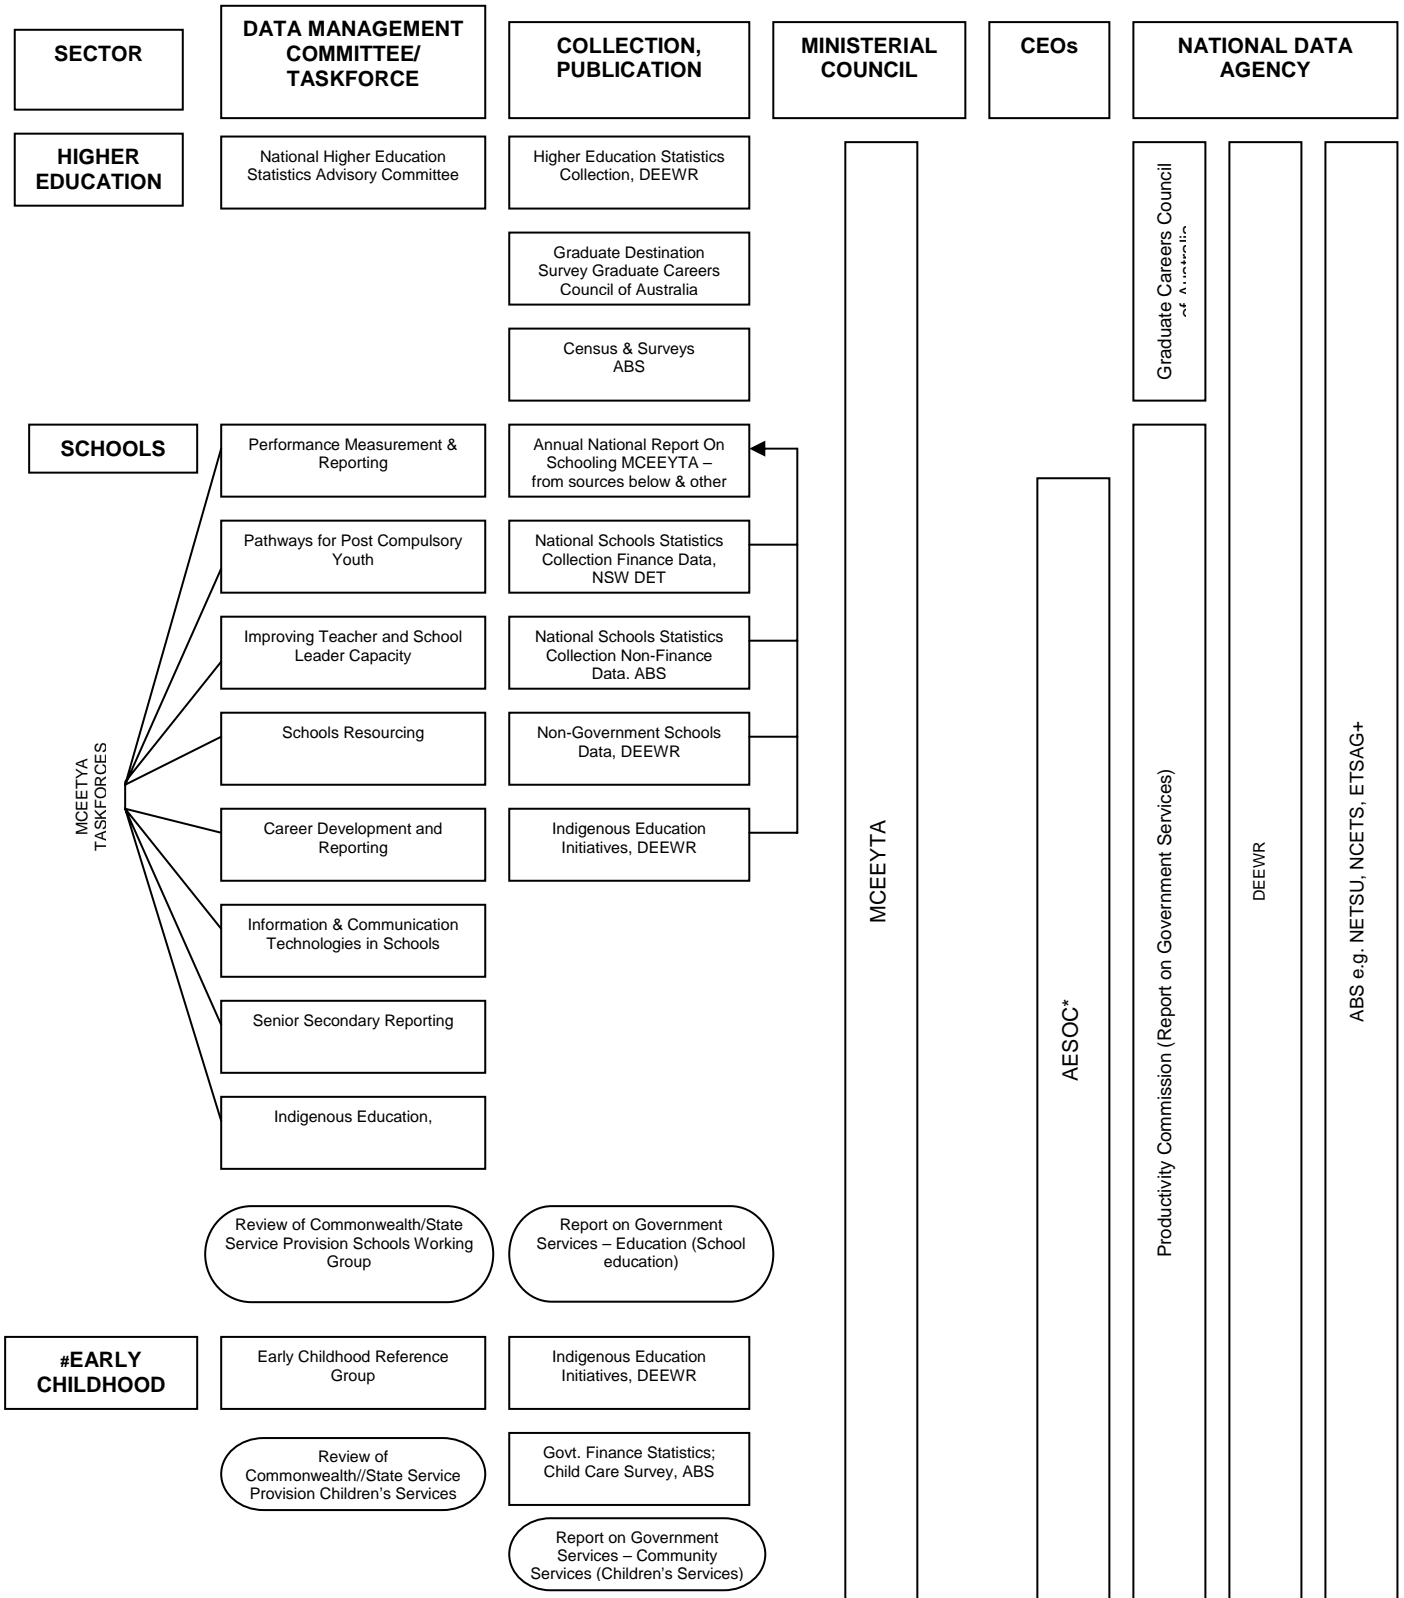 SECTOR
DATA MANAGEMENT
COMMITTEE/
TASKFORCE
COLLECTION,
PUBLICATION
MINISTERIAL
COUNCIL
CEOs
NATIONAL DATA
AGENCY
HIGHER
EDUCATION
National Higher Education
Statistics Advisory Committee
Higher Education Statistics
Collection, DEEWR
Graduate Destination
Survey Graduate Careers
Council of Australia
Census & Surveys
ABS
Graduate Careers Council
of Australia
SCHOOLS
Performance Measurement &
Reporting
Annual National Report On
Schooling MCEEYTA –
from sources below & other
Pathways for Post Compulsory
Youth
National Schools Statistics
Collection Finance Data,
NSW DET
Improving Teacher and School
Leader Capacity
National Schools Statistics
Collection Non-Finance
Data. ABS
MCEETYA
TASKFORCES
Schools Resourcing
Non-Government Schools
Data, DEEWR
Career Development and
Reporting
Indigenous Education
Initiatives, DEEWR
Information & Communication
Technologies in Schools
Senior Secondary Reporting
Indigenous Education,
MCEEYTA
AESOC*
Productivity Commission (Report on Government Services)
DEEWR
ABS e.g. NETSU, NCETS, ETSAG+
Review of Commonwealth/State
Service Provision Schools Working
Group
Report on Government
Services – Education (School
education)
#EARLY
CHILDHOOD
Early Childhood Reference
Group
Indigenous Education
Initiatives, DEEWR
Review of
Commonwealth//State Service
Provision Children's Services
Govt. Finance Statistics;
Child Care Survey, ABS
Report on Government
Services – Community
Services (Children's Services)